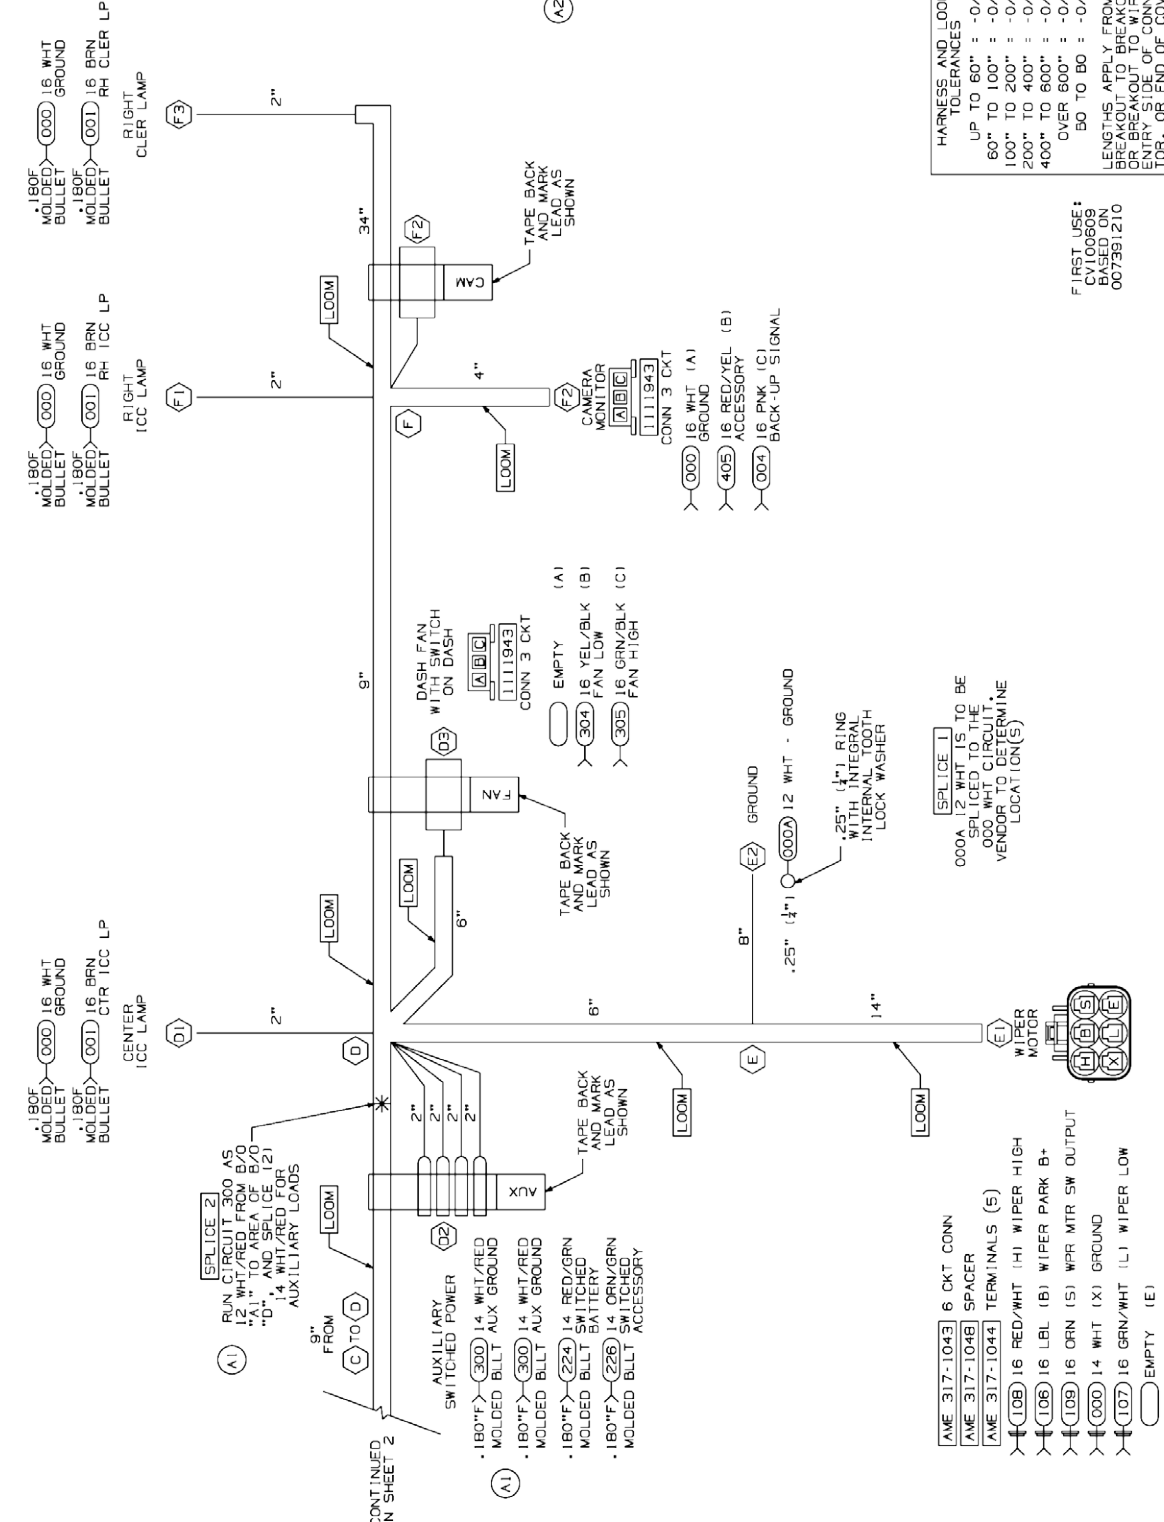 .180F
MOLDED 000 16 WHT
BULLET GROUND
.180F
MOLDED 001 16 BRN
BULLET CTR ICC LP
CENTER
ICC LAMP
D1
2"
.180F
MOLDED 000 16 WHT
BULLET GROUND
.180F
MOLDED 001 16 BRN
BULLET RH ICC LP
RIGHT
ICC LAMP
F1
2"
.180F
MOLDED 000 16 WHT
BULLET GROUND
.180F
MOLDED 001 16 BRN
BULLET RH CLER LP
RIGHT
CLER LAMP
F3
2"
SPLICE 2
A1
RUN CIRCUIT 300 AS
12 WHT/RED FROM B/O
"A1" TO AREA OF B/O
"D", AND SPLICE (2)
14 WHT/RED FOR
AUXILIARY LOADS
9"
FROM
C TO D
LOOM
CONTINUED
N SHEET 2
D
LOOM
9"
LOOM
34"
F
2"
2"
2"
2"
AUX
D2
TAPE BACK
AND MARK
LEAD AS
SHOWN
AUXILIARY
SWITCHED POWER
.180"F 300 14 WHT/RED
MOLDED BLLT AUX GROUND
A1
.180"F 300 14 WHT/RED
MOLDED BLLT AUX GROUND
.180"F 224 14 RED/GRN
MOLDED BLLT SWITCHED
BATTERY
.180"F 226 14 ORN/GRN
MOLDED BLLT SWITCHED
ACCESSORY
LOOM
6"
FAN
D3
TAPE BACK
AND MARK
LEAD AS
SHOWN
DASH FAN
WITH SWITCH
ON DASH
A B C
1111943
CONN 3 CKT
EMPTY (A)
304 16 YEL/BLK (B)
FAN LOW
305 16 GRN/BLK (C)
FAN HIGH
CAM
F2
TAPE BACK
AND MARK
LEAD AS
SHOWN
4"
LOOM
F2
CAMERA
MONITOR
A B C
1111943
CONN 3 CKT
000 16 WHT (A)
GROUND
405 16 RED/YEL (B)
ACCESSORY
004 16 PNK (C)
BACK-UP SIGNAL
6"
LOOM
E
8"
E2
GROUND
.25" (1/4")
000A 12 WHT - GROUND
.25" (1/4") RING
WITH INTEGRAL
INTERNAL TOOTH
LOCK WASHER
14"
LOOM
E1
WIPER
MOTOR
H B S
X L E
SPLICE 1
000A 12 WHT IS TO BE
SPLICED TO THE
000 WHT CIRCUIT.
VENDOR TO DETERMINE
LOCATION(S)
AME 317-1043 6 CKT CONN
AME 317-1048 SPACER
AME 317-1044 TERMINALS (5)
108 16 RED/WHT (H) WIPER HIGH
106 16 LBL (B) WIPER PARK B+
109 16 ORN (S) WPR MTR SW OUTPUT
000 14 WHT (X) GROUND
107 16 GRN/WHT (L) WIPER LOW
EMPTY (E)
A2
HARNESS AND LOOM
TOLERANCES
UP TO 60" = -0/
60" TO 100" = -0/
100" TO 200" = -0/
200" TO 400" = -0/
400" TO 600" = -0/
OVER 600" = -0/
BO TO BO = -0/
LENGTHS APPLY FROM
BREAKOUT TO BREAKO
OR BREAKOUT TO WIR
ENTRY SIDE OF CONN
TOR, OR END OF COV
FIRST USE:
CV100609
BASED ON
007391210